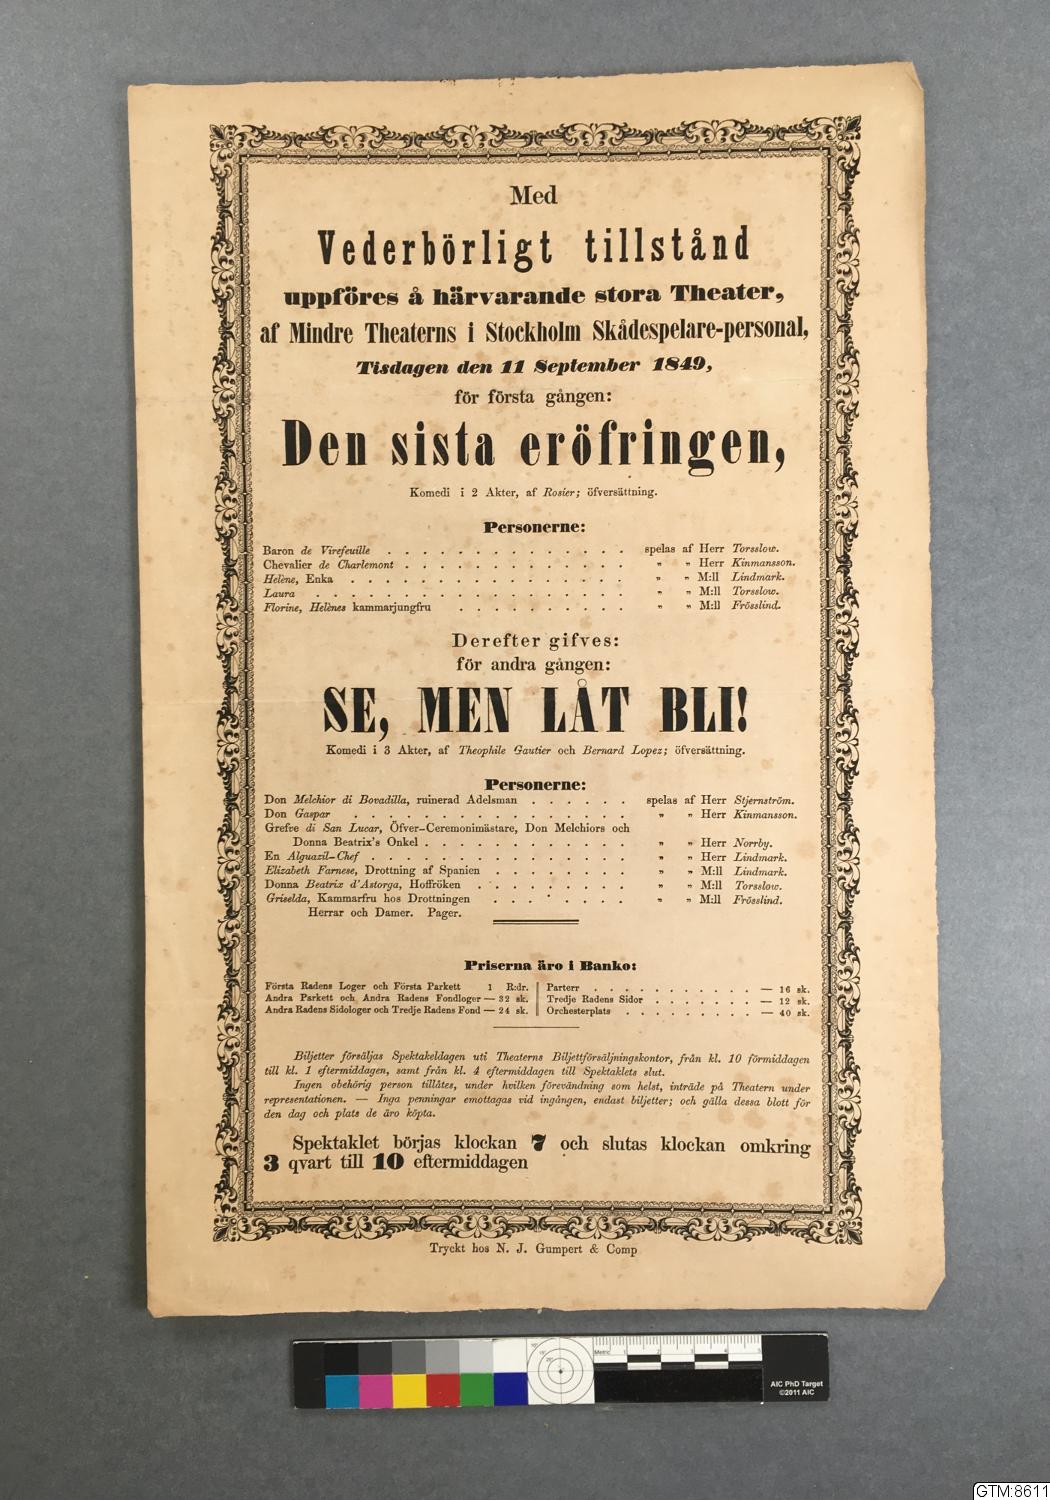 Med
Vederbörligt tillstånd
uppföres å härvarande stora Theater,
af Mindre Theaterns i Stockholm Skådespelare-personal,
Tisdagen den 11 September 1849,
för första gången:
Den sista eröfringen,
Komedi i 2 Akter, af Rosier; öfversättning.
Personerne:
Baron de Virefeuille . . . . . . . . . . . . . . spelas af Herr Torsslow.
Chevalier de Charlemont . . . . . . . . . . . . . „ „ Herr Kinmansson.
Helène, Enka . . . . . . . . . . . . . . . . „ „ M:ll Lindmark.
Laura . . . . . . . . . . . . . . . . . . „ „ M:ll Torsslow.
Florine, Helènes kammarjungfru . . . . . . . . . . „ „ M:ll Frösslind.
Derefter gifves:
för andra gången:
SE, MEN LÅT BLI!
Komedi i 3 Akter, af Theophile Gautier och Bernard Lopez; öfversättning.
Personerne:
Don Melchior di Bovadilla, ruinerad Adelsman . . . . . . spelas af Herr Stjernström.
Don Gaspar . . . . . . . . . . . . . . . . „ „ Herr Kinmansson.
Grefve di San Lucar, Öfver-Ceremonimästare, Don Melchiors och
Donna Beatrix's Onkel . . . . . . . . . . . . „ „ Herr Norrby.
En Alguazil-Chef . . . . . . . . . . . . . . . „ „ Herr Lindmark.
Elizabeth Farnese, Drottning af Spanien . . . . . . . . „ „ M:ll Lindmark.
Donna Beatrix d'Astorga, Hoffröken . . . . . . . . . „ „ M:ll Torsslow.
Griselda, Kammarfru hos Drottningen . . . . . . . . „ „ M:ll Frösslind.
Herrar och Damer. Pager.
Priserna äro i Banko:
Första Radens Loger och Första Parkett 1 R:dr.
Andra Parkett och Andra Radens Fondloger — 32 sk.
Andra Radens Sidologer och Tredje Radens Fond — 24 sk.
Parterr . . . . . . . . . . — 16 sk.
Tredje Radens Sidor . . . . . . — 12 sk.
Orchesterplats . . . . . . . . — 40 sk.
Biljetter försäljas Spektakeldagen uti Theaterns Biljettförsäljningskontor, från kl. 10 förmiddagen
till kl. 1 eftermiddagen, samt från kl. 4 eftermiddagen till Spektaklets slut.
Ingen obehörig person tillåtes, under hvilken förevändning som helst, inträde på Theatern under
representationen. — Inga penningar emottagas vid ingången, endast biljetter; och gälla dessa blott för
den dag och plats de äro köpta.
Spektaklet börjas klockan 7 och slutas klockan omkring
3 qvart till 10 eftermiddagen
Tryckt hos N. J. Gumpert & Comp
Metric 1 2 3 4 5
AIC PhD Target
©2011 AIC
GTM:8611